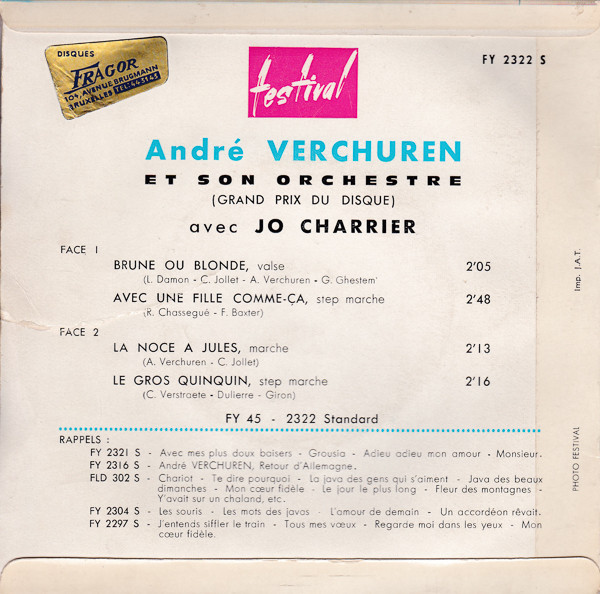 DISQUES
FRAGOR
104, AVENUE BRUGMANN
BRUXELLES TEL: 443145
festival
FY 2322 S
André VERCHUREN
ET SON ORCHESTRE
(GRAND PRIX DU DISQUE)
avec JO CHARRIER
FACE 1
BRUNE OU BLONDE, valse 2'05
(L. Damon - C. Jollet - A. Verchuren - G. Ghestem)
AVEC UNE FILLE COMME-ÇA, step marche 2'48
(R. Chassegué - F. Baxter)
FACE 2
LA NOCE A JULES, marche 2'13
(A. Verchuren - C. Jollet)
LE GROS QUINQUIN, step marche 2'16
(C. Verstraete - Dulierre - Giron)
FY 45 - 2322 Standard
RAPPELS :
FY 2321 S - Avec mes plus doux baisers - Grousia - Adieu adieu mon amour - Monsieur.
FY 2316 S - André VERCHUREN, Retour d'Allemagne.
FLD 302 S - Chariot - Te dire pourquoi - La java des gens qui s'aiment - Java des beaux
dimanches - Mon cœur fidèle - Le jour le plus long - Fleur des montagnes -
Y'avait sur un chaland, etc.
FY 2304 S - Les souris - Les mots des javas - L'amour de demain - Un accordéon rêvait.
FY 2297 S - J'entends siffler le train - Tous mes vœux - Regarde moi dans les yeux - Mon
cœur fidèle.
Imp. J.A.T.
PHOTO FESTIVAL